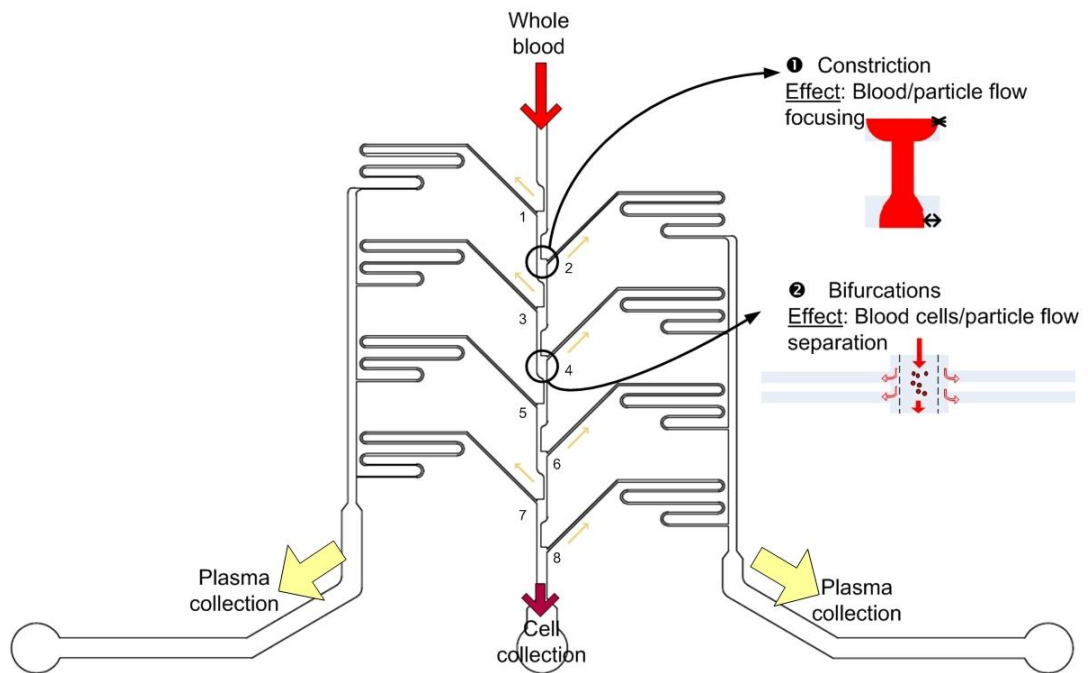 Whole
blood
❶ Constriction
Effect: Blood/particle flow
focusing
1
2
3
❷ Bifurcations
Effect: Blood cells/particle flow
separation
4
5
6
7
8
Plasma
collection
Plasma
collection
Cell
collection